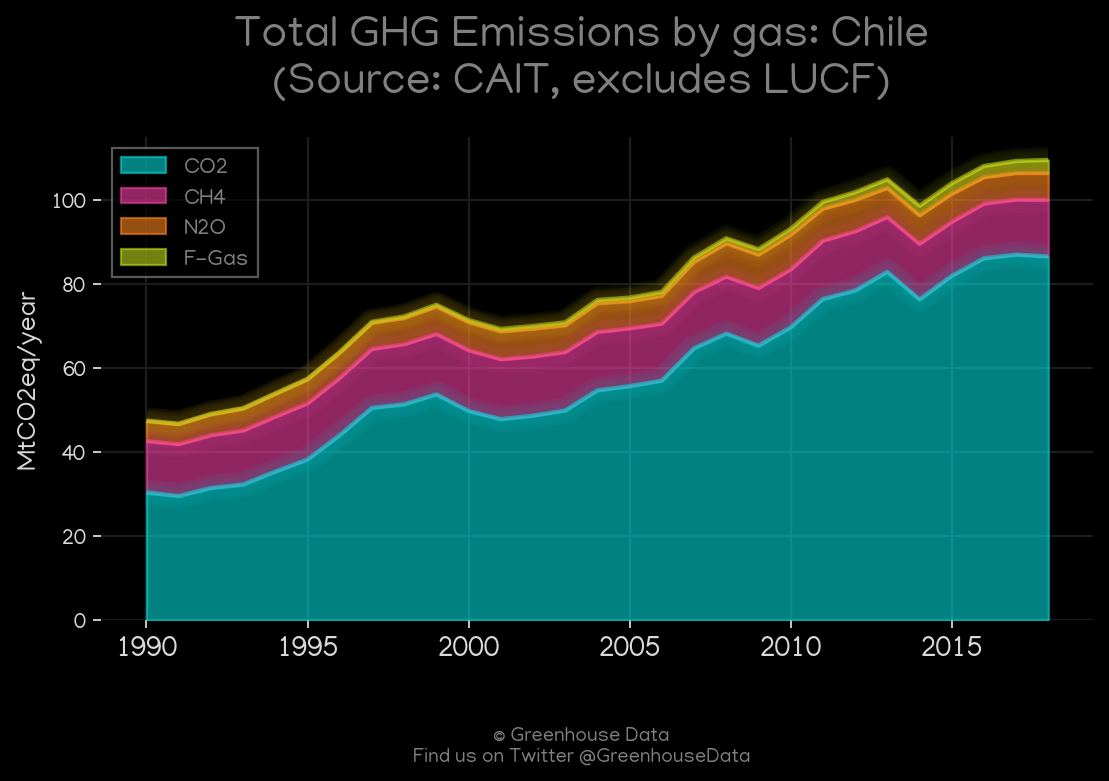 Total GHG Emissions by gas: Chile
(Source: CAIT, excludes LUCF)
CO2
CH4
N2O
F-Gas
MtCO2eq/year
100
80
60
40
20
0
1990 1995 2000 2005 2010 2015
© Greenhouse Data
Find us on Twitter @GreenhouseData